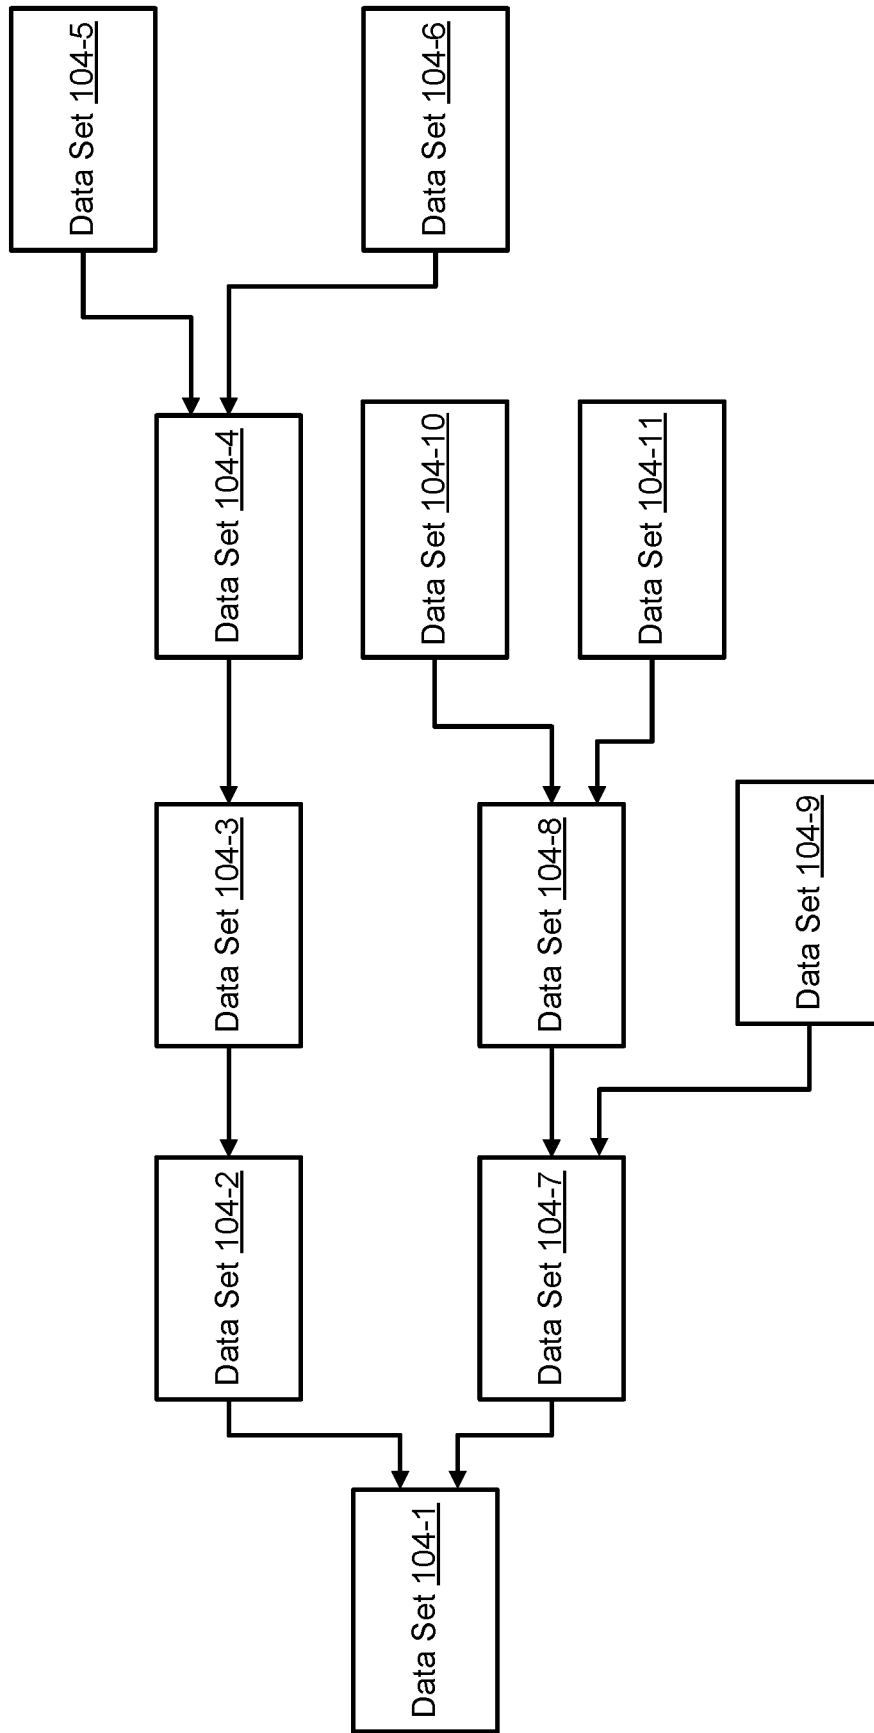 Data Set 104-5
Data Set 104-6
Data Set 104-4
Data Set 104-10
Data Set 104-11
Data Set 104-3
Data Set 104-8
Data Set 104-9
Data Set 104-2
Data Set 104-7
Data Set 104-1